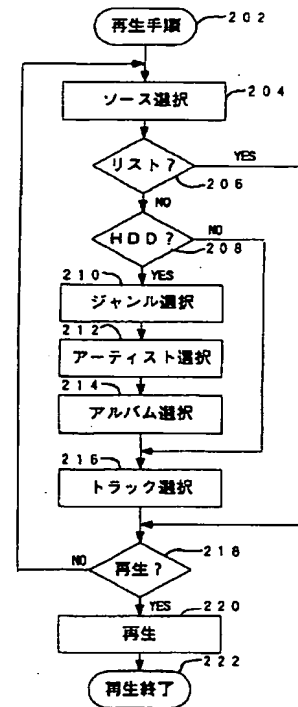 再生手順
202
ソース選択
204
リスト?
YES
206
NO
HDD?
NO
208
YES
210
ジャンル選択
212
アーティスト選択
214
アルバム選択
216
トラック選択
218
再生?
NO
YES
220
再生
222
再生終了